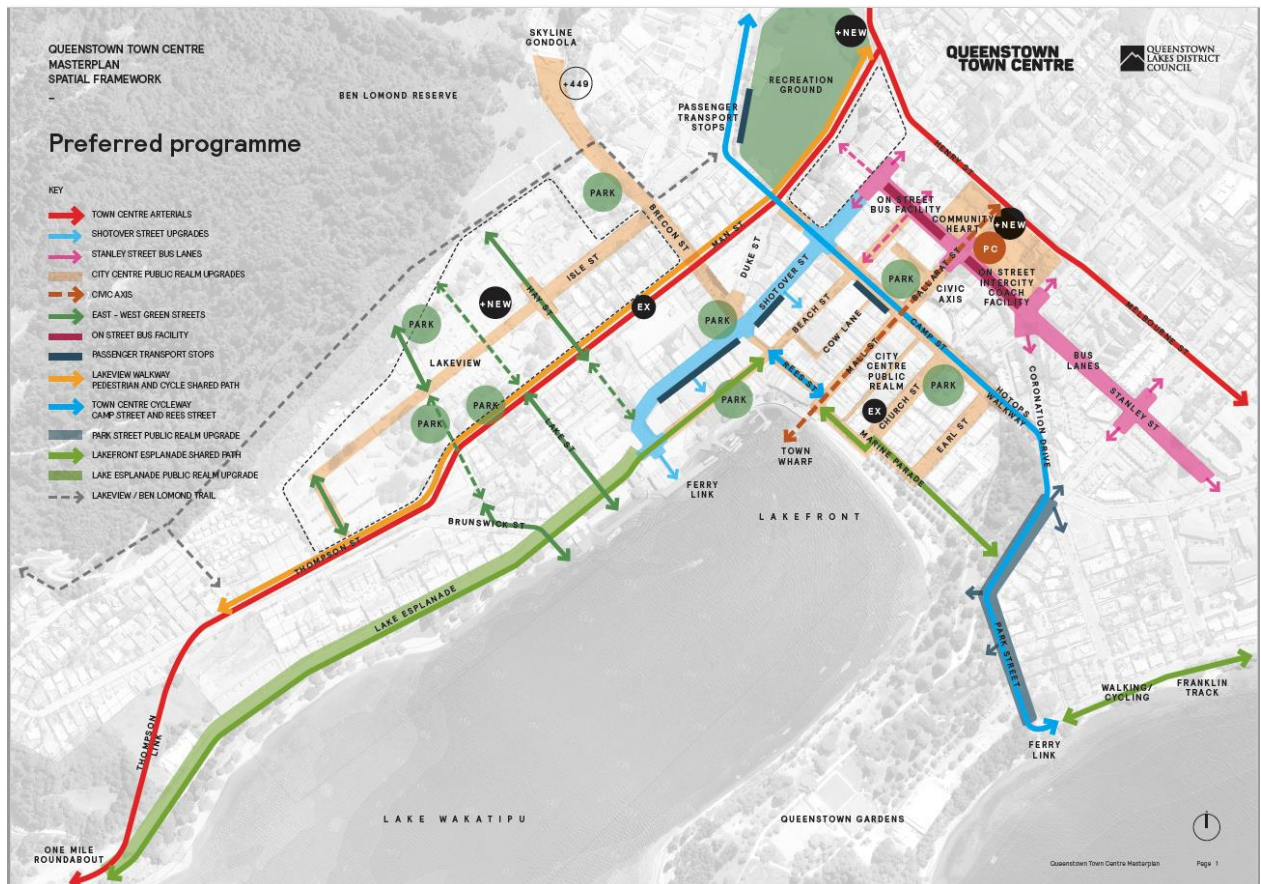 QUEENSTOWN TOWN CENTRE
MASTERPLAN
SPATIAL FRAMEWORK
–
Preferred programme
KEY
TOWN CENTRE ARTERIALS
SHOTOVER STREET UPGRADES
STANLEY STREET BUS LANES
CITY CENTRE PUBLIC REALM UPGRADES
CIVIC AXIS
EAST – WEST GREEN STREETS
ON STREET BUS FACILITY
PASSENGER TRANSPORT STOPS
LAKEVIEW WALKWAY
PEDESTRIAN AND CYCLE SHARED PATH
TOWN CENTRE CYCLEWAY
CAMP STREET AND REES STREET
PARK STREET PUBLIC REALM UPGRADE
LAKEFRONT ESPLANADE SHARED PATH
LAKE ESPLANADE PUBLIC REALM UPGRADE
LAKEVIEW / BEN LOMOND TRAIL
QUEENSTOWN
TOWN CENTRE
QUEENSTOWN
LAKES DISTRICT
COUNCIL
SKYLINE
GONDOLA
+449
BEN LOMOND RESERVE
+NEW
RECREATION
GROUND
PASSENGER
TRANSPORT
STOPS
HENRY ST
PARK
BRECON ST
MAN ST
ISLE ST
HAY ST
DUKE ST
SHOTOVER ST
ON STREET
BUS FACILITY
COMMUNITY
HEART
+NEW
PC
BALLARAT ST
CIVIC
AXIS
ON STREET
INTERCITY
COACH
FACILITY
MELBOURNE ST
PARK
+NEW
EX
PARK
PARK
BEACH ST
COW LANE
CAMP ST
MALL ST
LAKEVIEW
PARK
PARK
LAKE ST
PARK
REES ST
CITY
CENTRE
PUBLIC
REALM
EX
CHURCH ST
PARK
EARL ST
HOTOPS
WALKWAY
CORONATION DRIVE
BUS
LANES
STANLEY ST
TOWN
WHARF
MARINE PARADE
FERRY
LINK
LAKEFRONT
BRUNSWICK ST
THOMPSON ST
LAKE ESPLANADE
PARK STREET
WALKING/
CYCLING
FRANKLIN
TRACK
FERRY
LINK
THOMPSON
LINK
LAKE WAKATIPU
QUEENSTOWN GARDENS
ONE MILE
ROUNDABOUT
Queenstown Town Centre Masterplan
Page 1